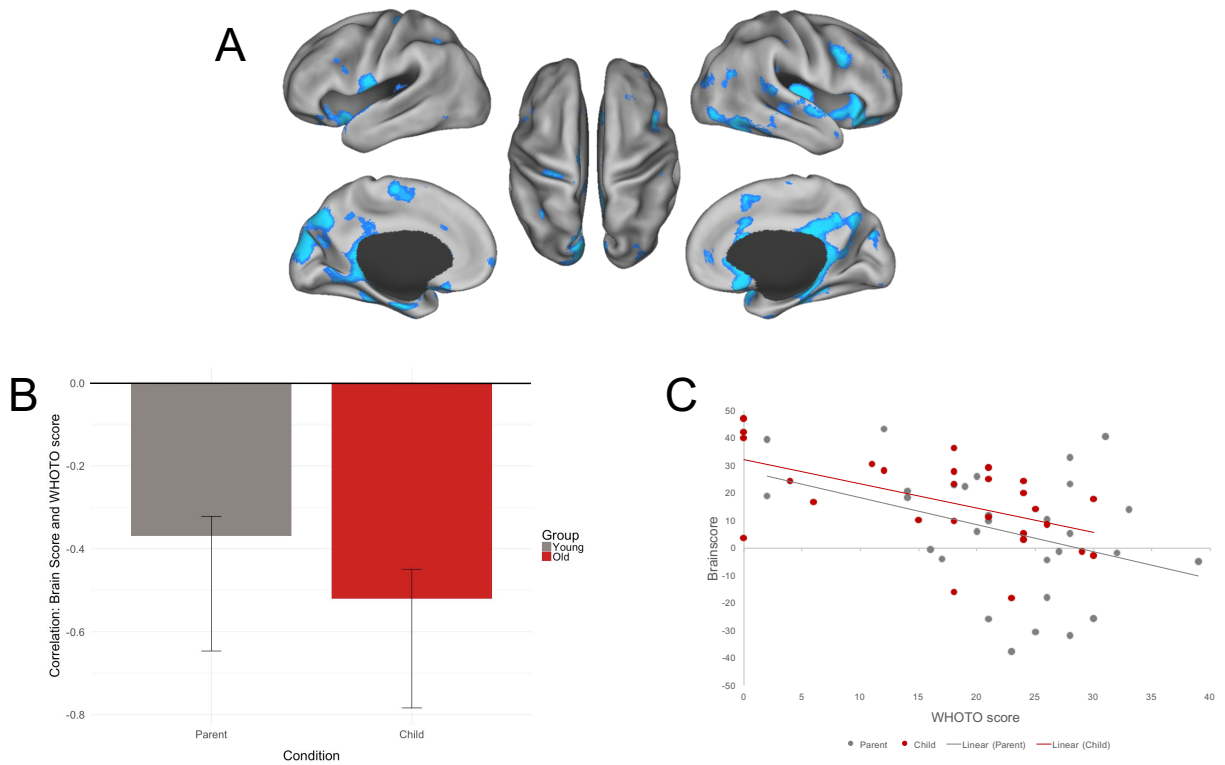 A
B
Correlation: Brain Score and WHOTO score
0.0
-0.2
-0.4
-0.6
-0.8
Parent
Child
Condition
Group
Young
Old
C
Brainscore
50
40
30
20
10
0
-10
-20
-30
-40
-50
0
5
10
15
20
25
30
35
40
WHOTO score
Parent
Child
Linear (Parent)
Linear (Child)